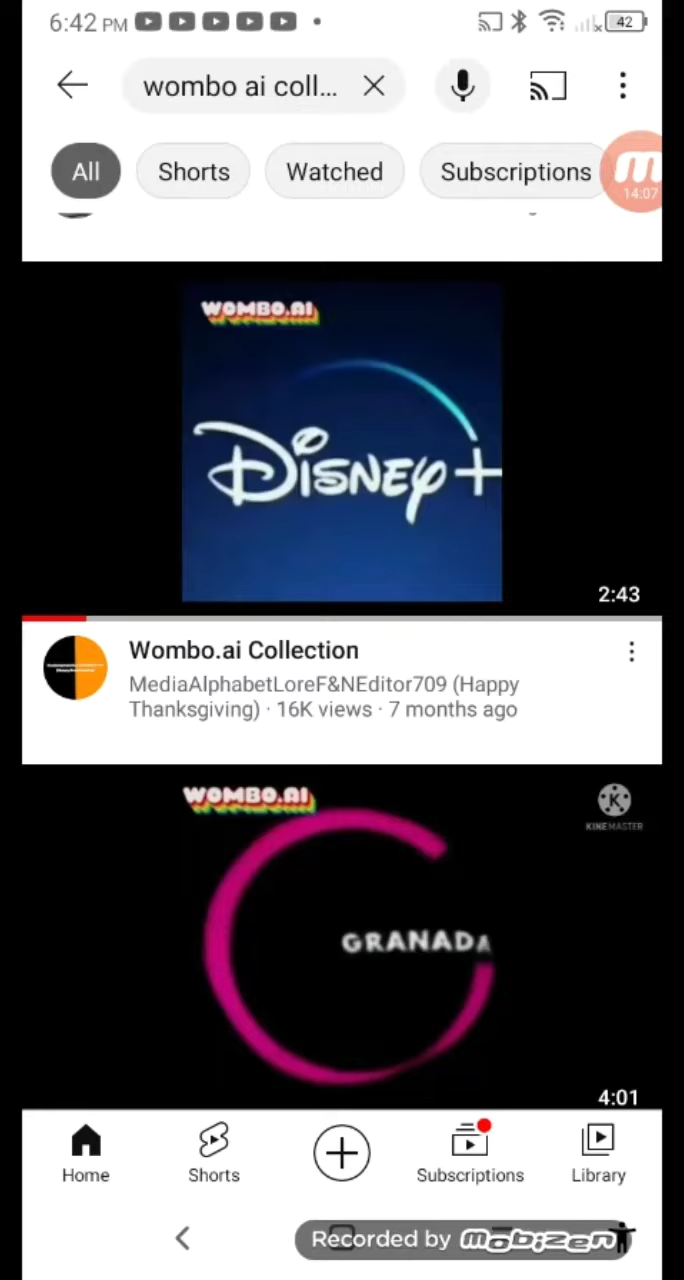 6:42 PM
42
wombo ai coll...
All
Shorts
Watched
Subscriptions
14:07
WOMBO.AI
Disney+
2:43
Wombo.ai Collection
MediaAlphabetLoreF&NEditor709 (Happy
Thanksgiving) · 16K views · 7 months ago
WOMBO.AI
KINEMASTER
GRANADA
4:01
Home
Shorts
Subscriptions
Library
Recorded by mobizen